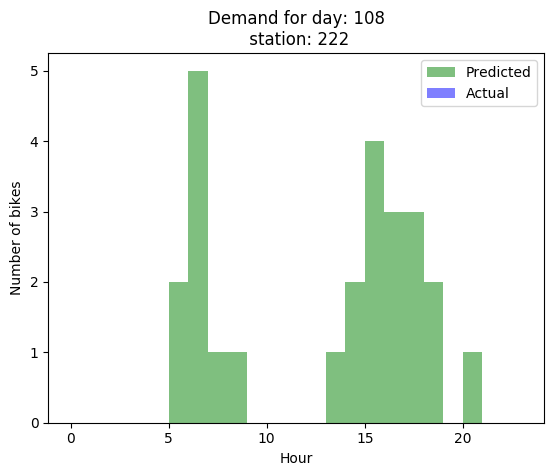 Demand for day: 108
station: 222
Predicted
Actual
Number of bikes
5
4
3
2
1
0
0
5
10
15
20
Hour